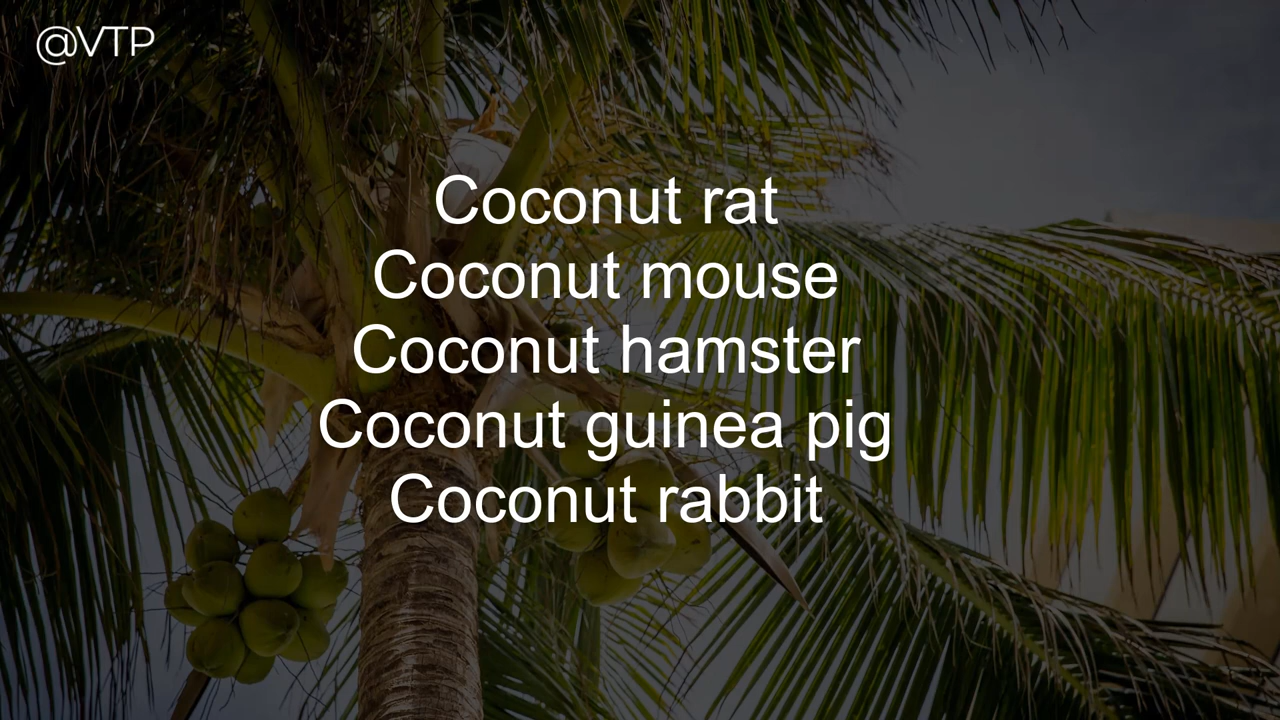 @VTP
Coconut rat
Coconut mouse
Coconut hamster
Coconut guinea pig
Coconut rabbit